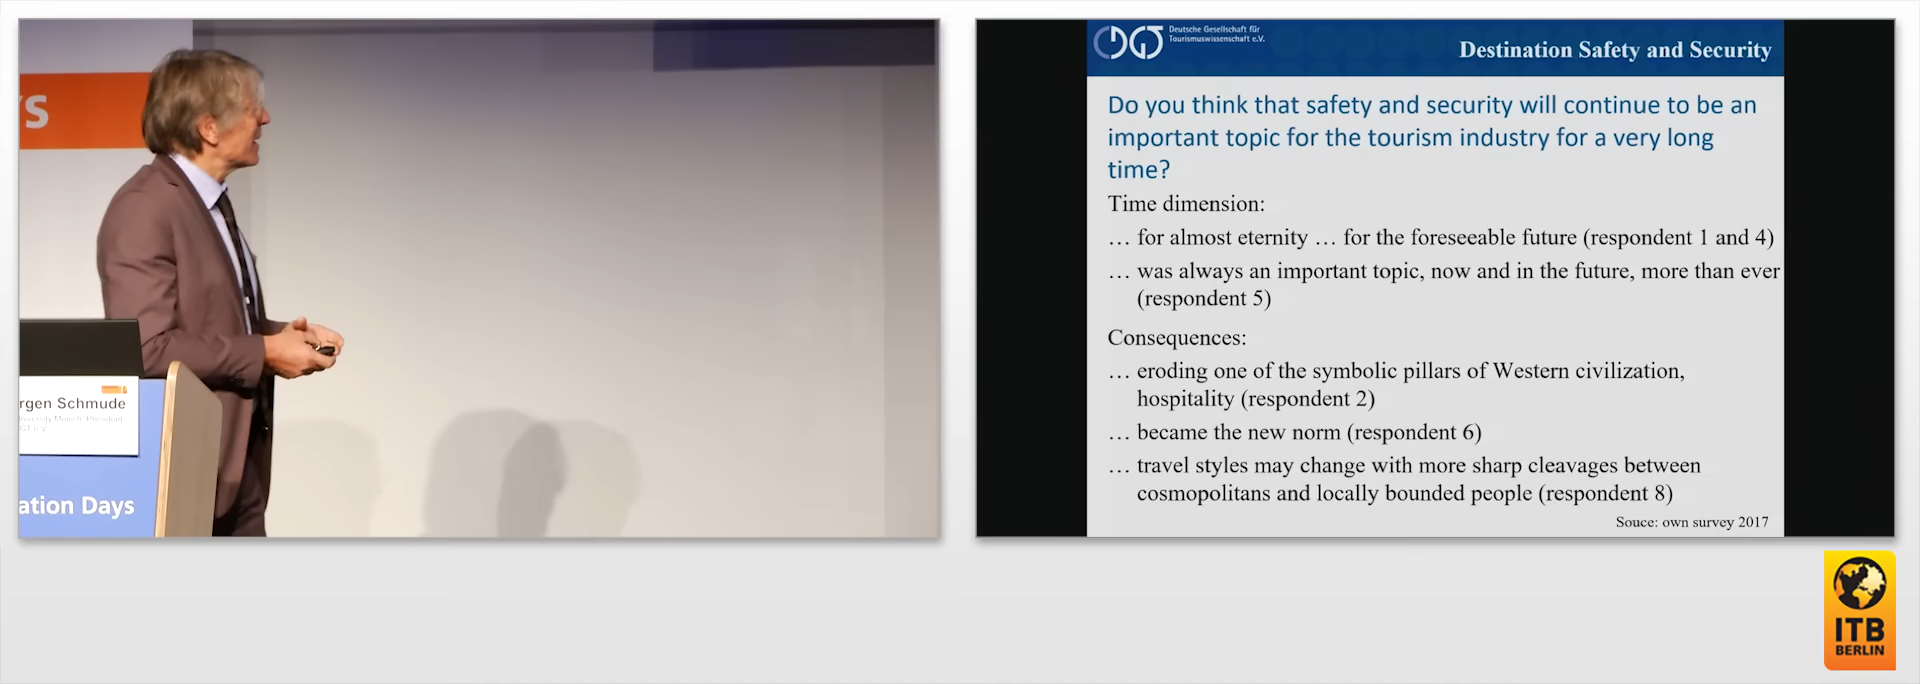 'S
rgen Schmude
ation Days
DGT
Deutsche Gesellschaft für
Tourismuswissenschaft e.V.
Destination Safety and Security
Do you think that safety and security will continue to be an
important topic for the tourism industry for a very long
time?
Time dimension:
… for almost eternity … for the foreseeable future (respondent 1 and 4)
… was always an important topic, now and in the future, more than ever
(respondent 5)
Consequences:
… eroding one of the symbolic pillars of Western civilization,
hospitality (respondent 2)
… became the new norm (respondent 6)
… travel styles may change with more sharp cleavages between
cosmopolitans and locally bounded people (respondent 8)
Souce: own survey 2017
ITB
BERLIN